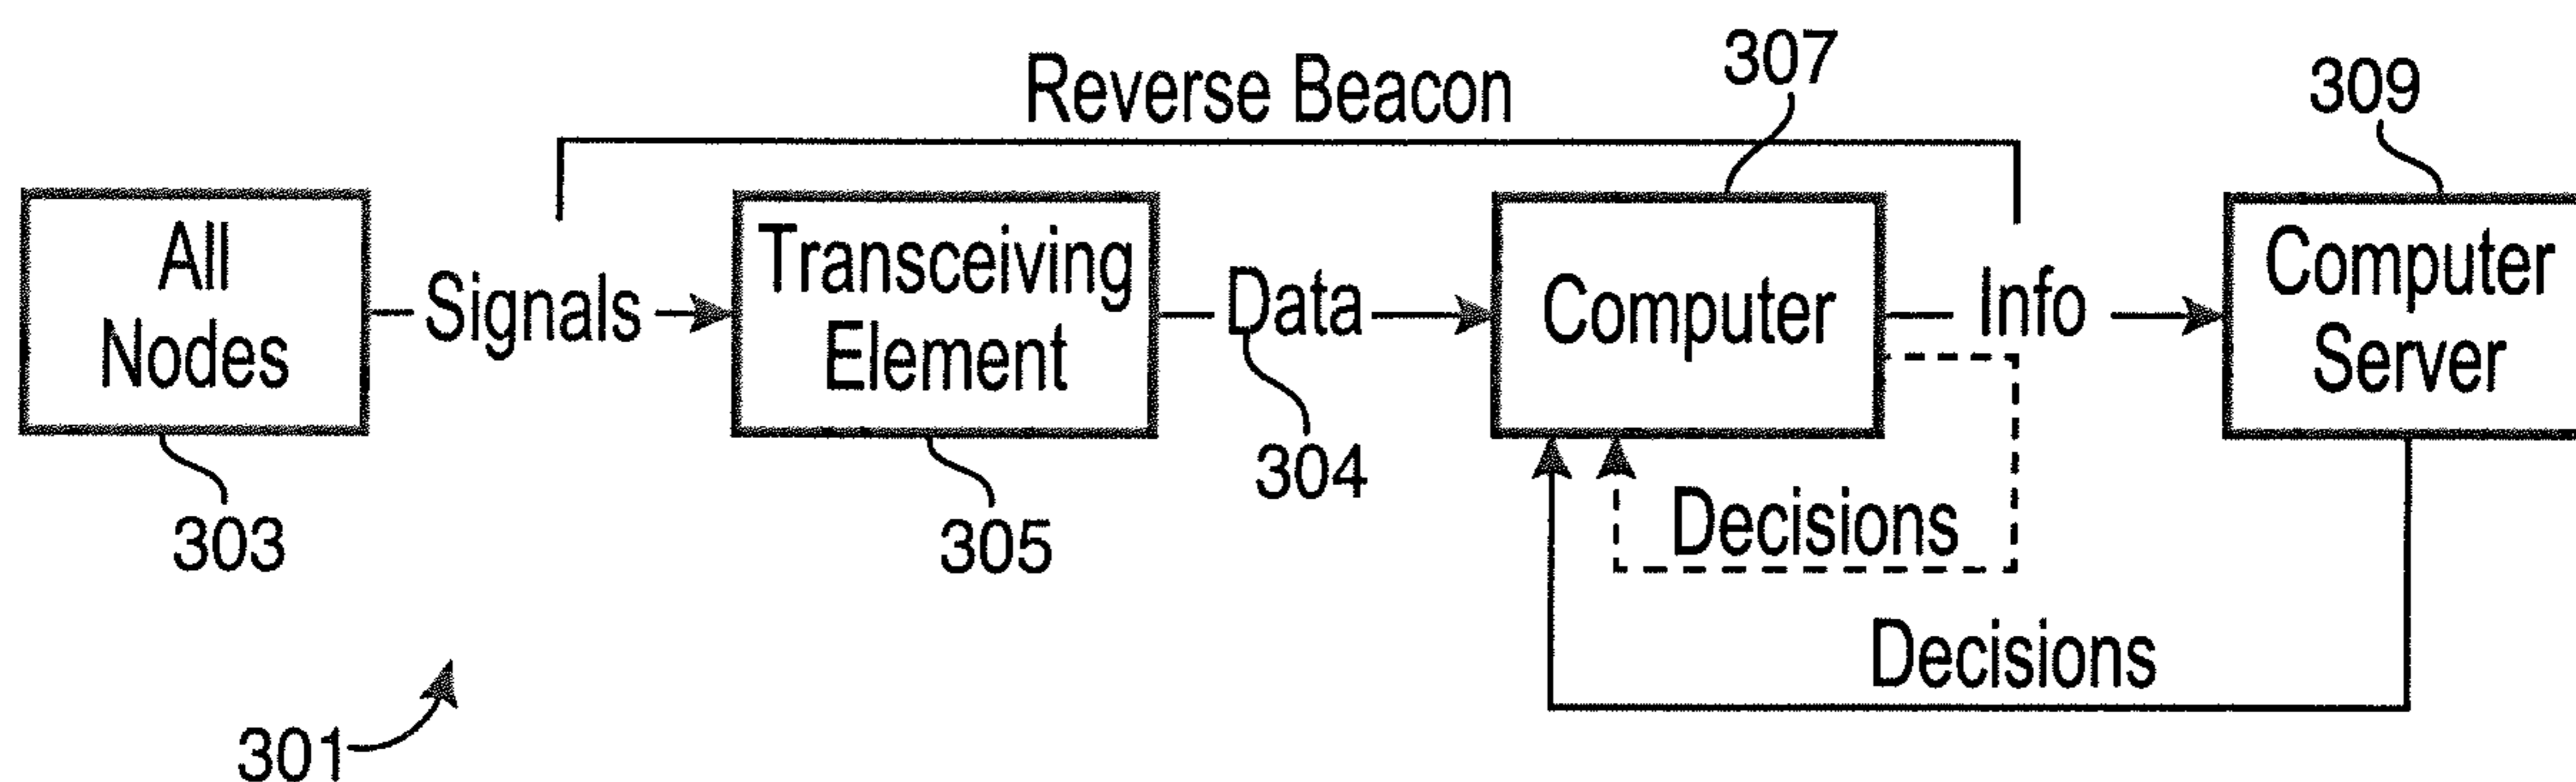 Reverse Beacon
307
309
All
Nodes
Signals
Transceiving
Element
Data
Computer
Info
Computer
Server
304
303
305
Decisions
Decisions
301